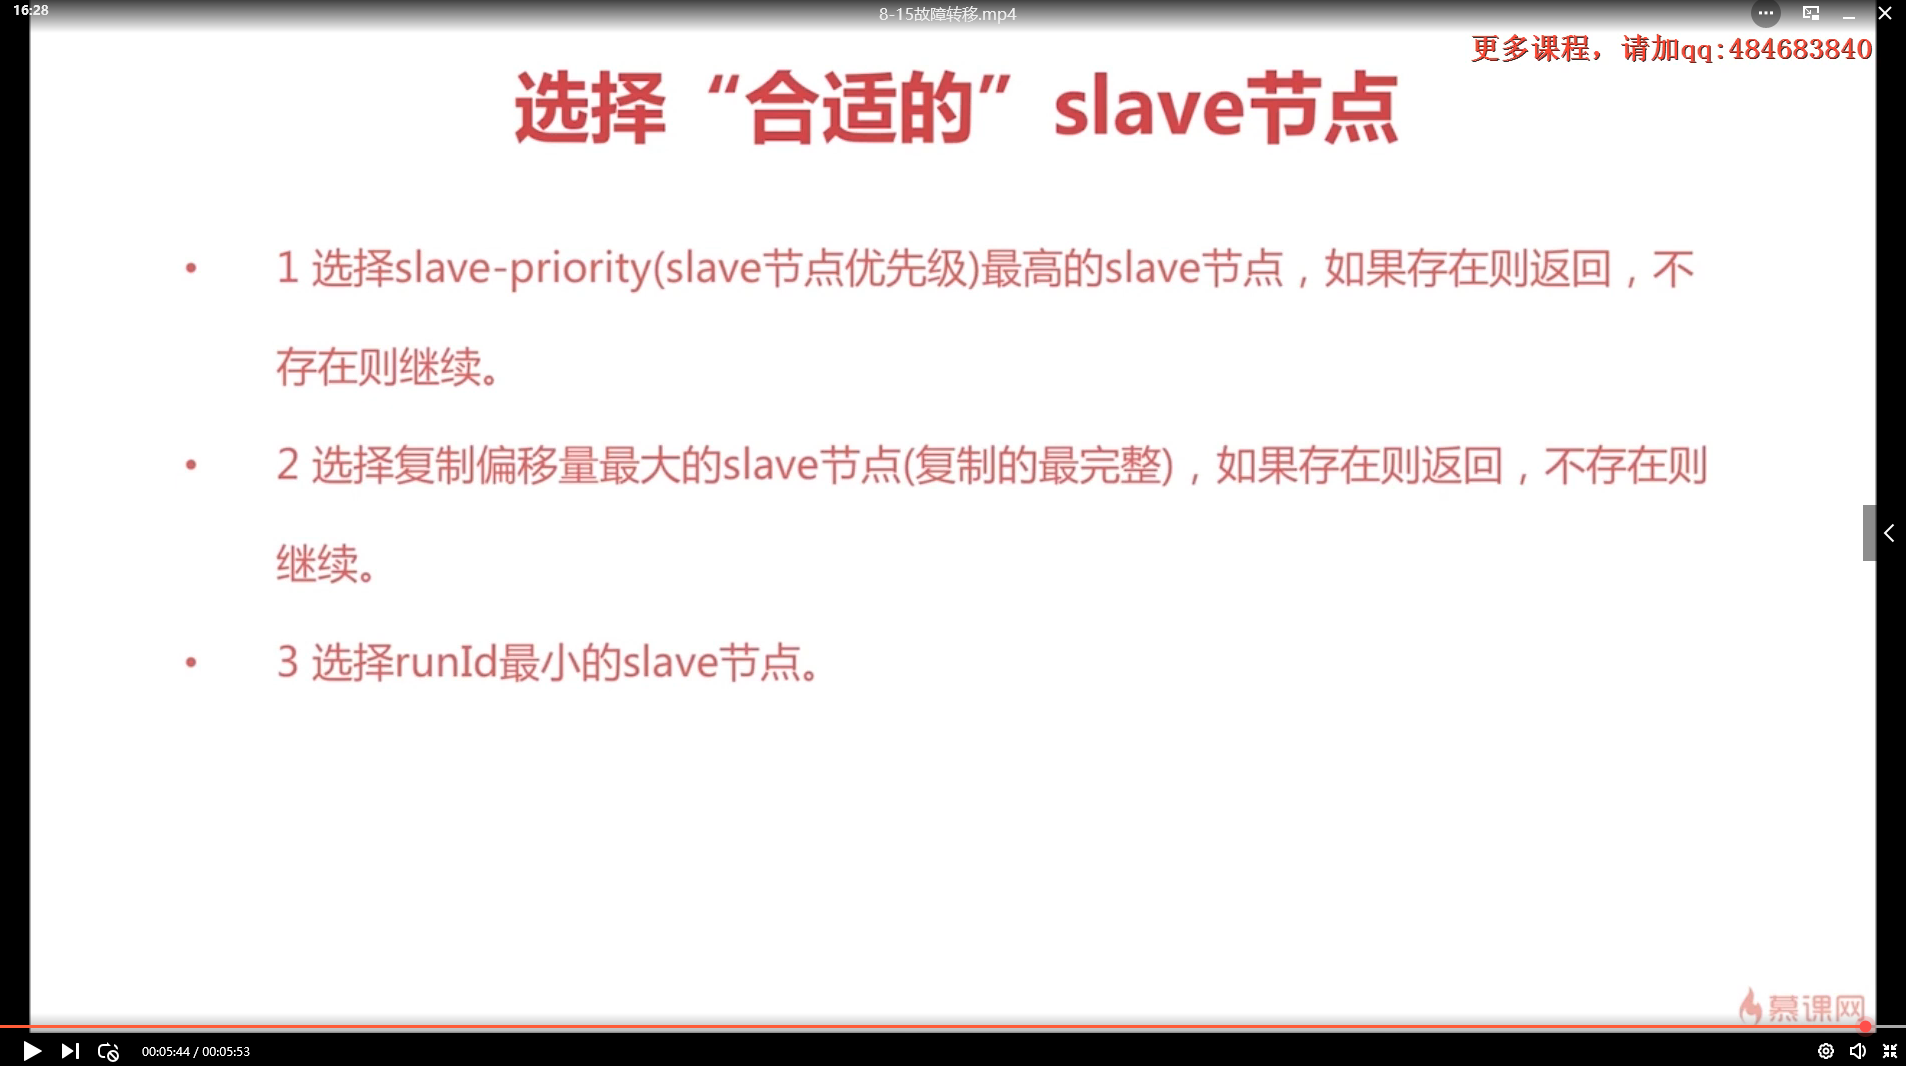 16:28
8-15故障转移.mp4
更多课程，请加qq:484683840
选择“合适的”slave节点
• 1 选择slave-priority(slave节点优先级)最高的slave节点，如果存在则返回，不
存在则继续。
• 2 选择复制偏移量最大的slave节点(复制的最完整)，如果存在则返回，不存在则
继续。
• 3 选择runId最小的slave节点。
慕课网
00:05:44 / 00:05:53